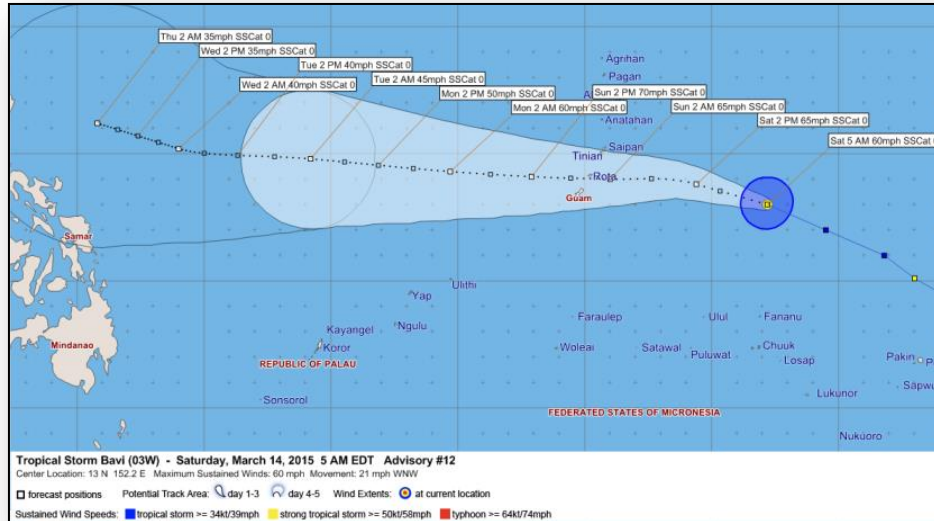 Thu 2 AM 35mph SSCat 0
Wed 2 PM 35mph SSCat 0
Tue 2 PM 40mph SSCat 0
Wed 2 AM 40mph SSCat 0
Tue 2 AM 45mph SSCat 0
Mon 2 PM 50mph SSCat 0
Mon 2 AM 60mph SSCat 0
Sun 2 PM 70mph SSCat 0
Sun 2 AM 65mph SSCat 0
Sat 2 PM 65mph SSCat 0
Sat 5 AM 60mph SSCat 0
Agrihan
Pagan
Anatahan
Saipan
Tinian
Rota
Guam
Samar
Ulithi
Yap
Ngulu
Kayangel
Koror
REPUBLIC OF PALAU
Mindanao
Sonsorol
Faraulep
Ulul
Fananu
Woleai
Satawal
Puluwat
Chuuk
Losap
Pakin
Lukunor
Nukuoro
FEDERATED STATES OF MICRONESIA
Tropical Storm Bavi (03W) - Saturday, March 14, 2015 5 AM EDT Advisory #12
Center Location: 13 N 152.2 E Maximum Sustained Winds: 60 mph Movement: 21 mph WNW
forecast positions Potential Track Area: day 1-3 day 4-5 Wind Extents: at current location
Sustained Wind Speeds: tropical storm >= 34kt/39mph strong tropical storm >= 50kt/58mph typhoon >= 64kt/74mph